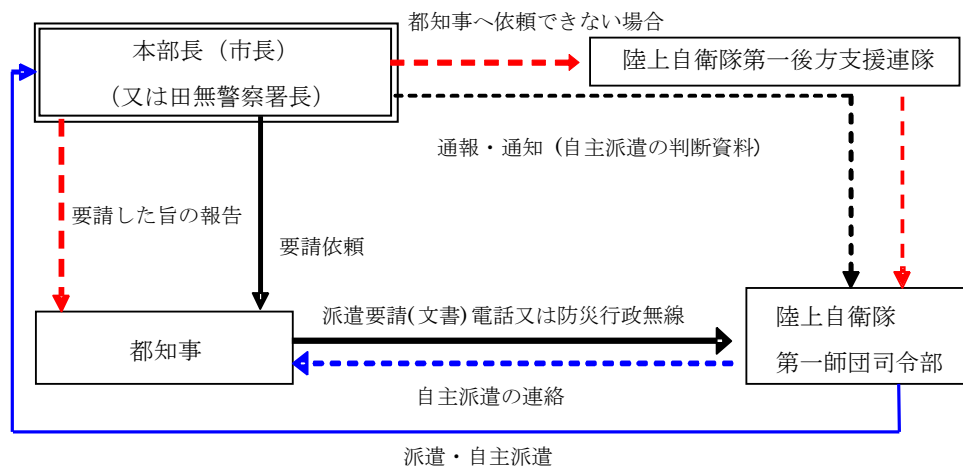 都知事へ依頼できない場合
本部長（市長）
（又は田無警察署長）
陸上自衛隊第一後方支援連隊
通報・通知（自主派遣の判断資料）
要請した旨の報告
要請依頼
派遣要請(文書)電話又は防災行政無線
都知事
陸上自衛隊
第一師団司令部
自主派遣の連絡
派遣・自主派遣